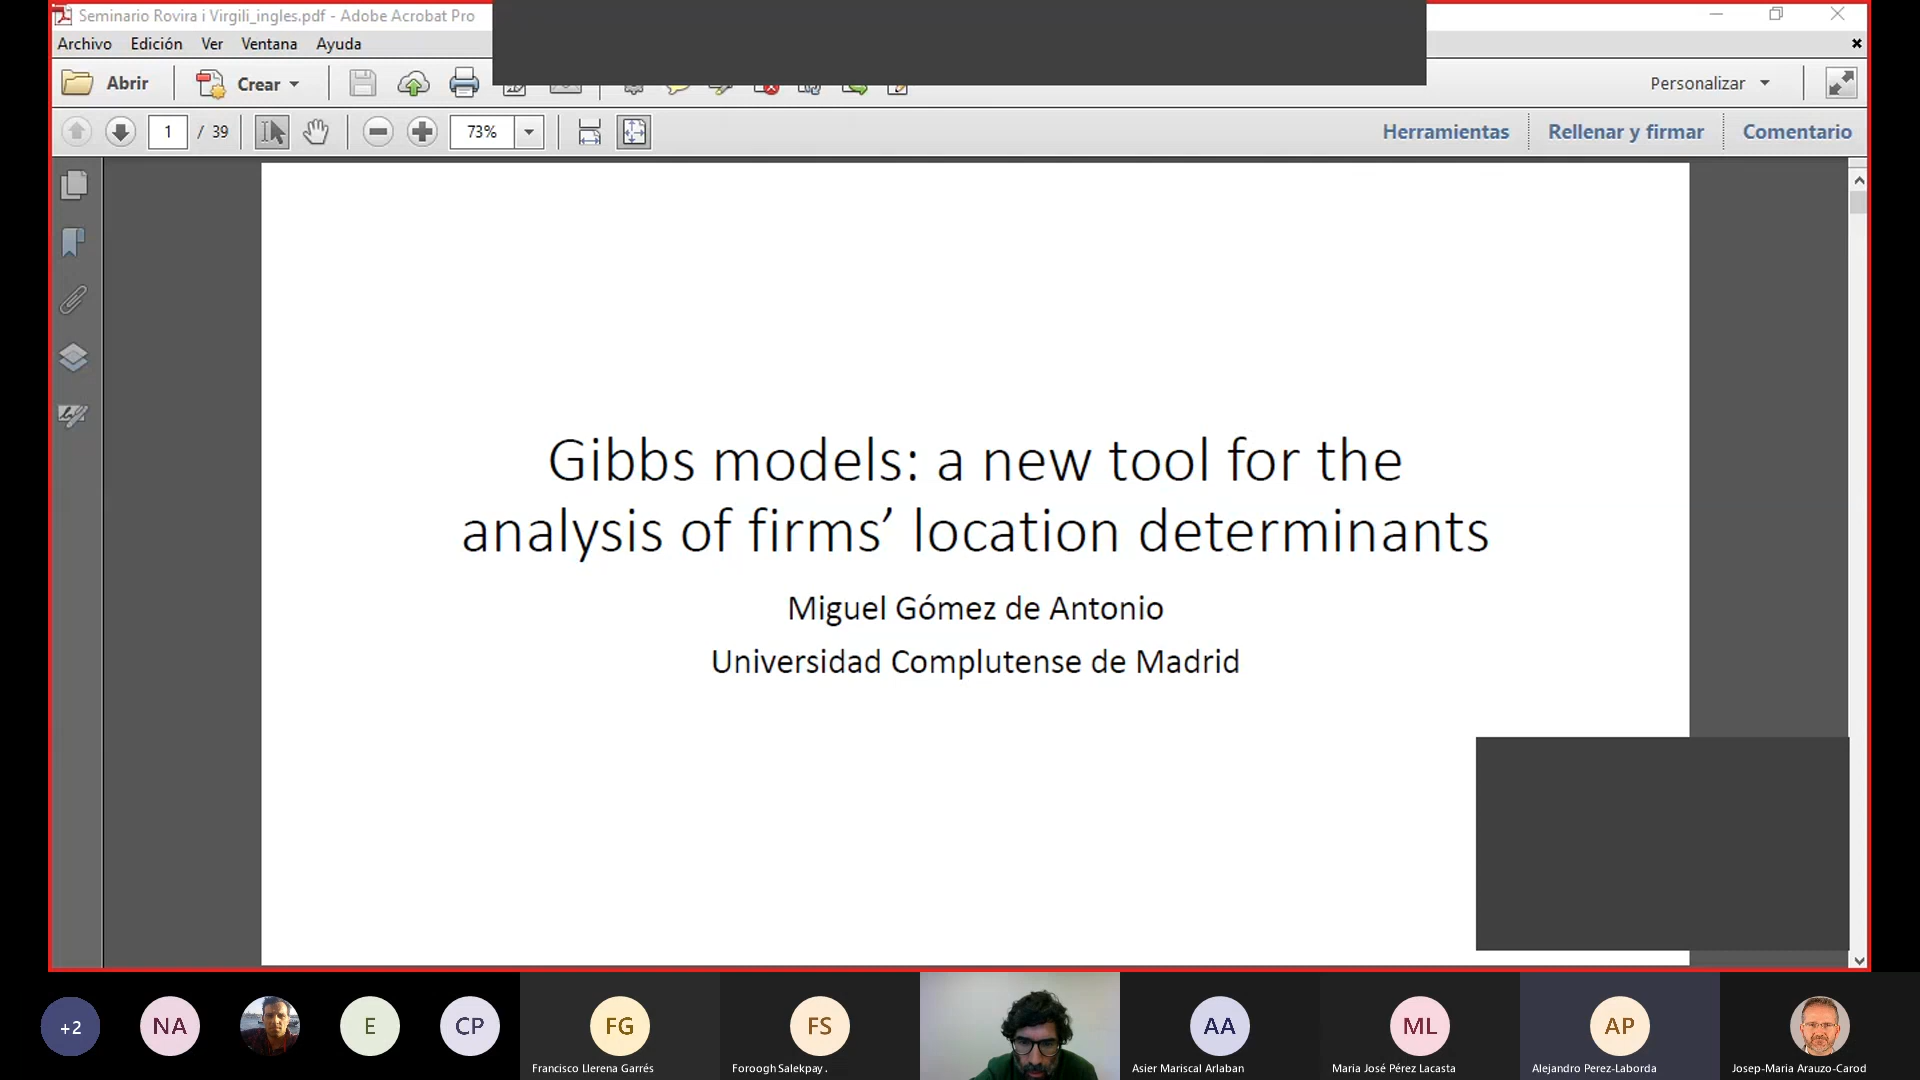 Seminario Rovira i Virgili_ingles.pdf - Adobe Acrobat Pro
Archivo Edición Ver Ventana Ayuda
Abrir Crear Personalizar
1 / 39 73% Herramientas Rellenar y firmar Comentario
Gibbs models: a new tool for the
analysis of firms’ location determinants
Miguel Gómez de Antonio
Universidad Complutense de Madrid
+2 NA E CP FG FS AA ML AP
Francisco Llerena Garrés Foroogh Salekpay . Asier Mariscal Arlaban Maria José Pérez Lacasta Alejandro Perez-Laborda Josep-Maria Arauzo-Carod